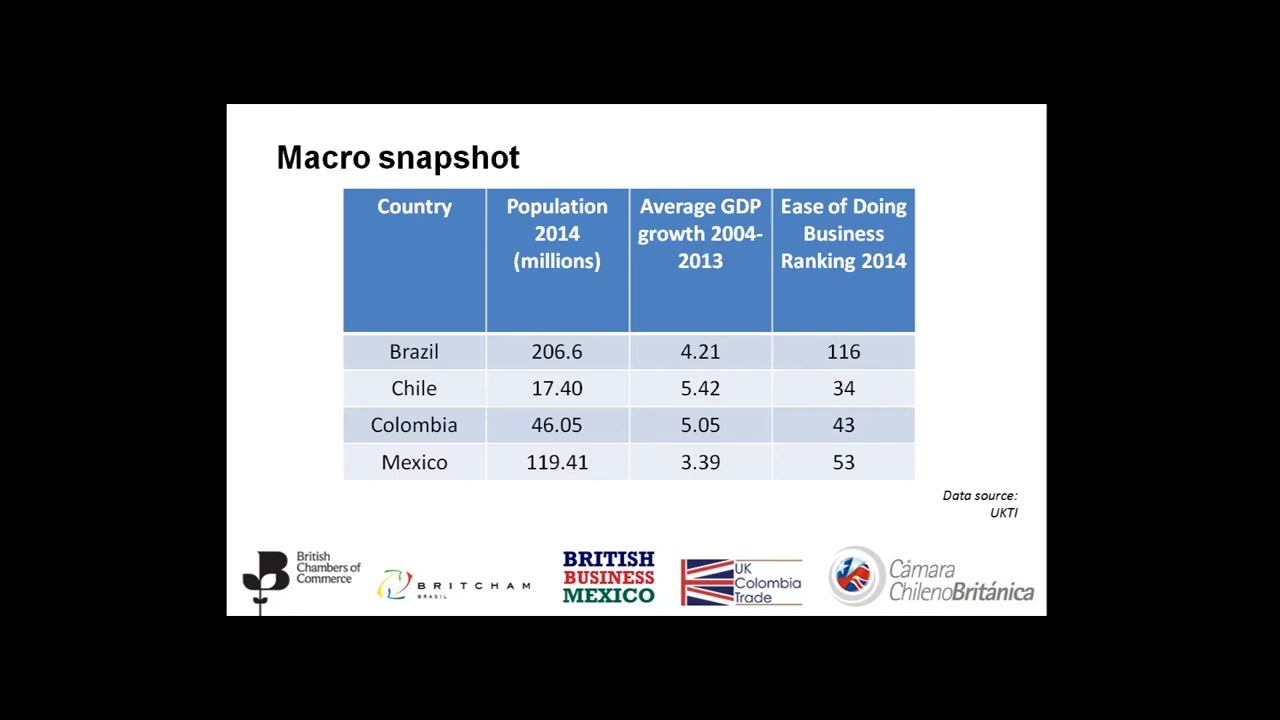 Macro snapshot
Country Population Average GDP Ease of Doing
2014 growth 2004- Business
(millions) 2013 Ranking 2014
Brazil 206.6 4.21 116
Chile 17.40 5.42 34
Colombia 46.05 5.05 43
Mexico 119.41 3.39 53
Data source:
UKTI
British
Chambers of
Commerce
BRITCHAM
BRASIL
BRITISH
BUSINESS
MEXICO
UK
Colombia
Trade
Cámara
ChilenoBritánica